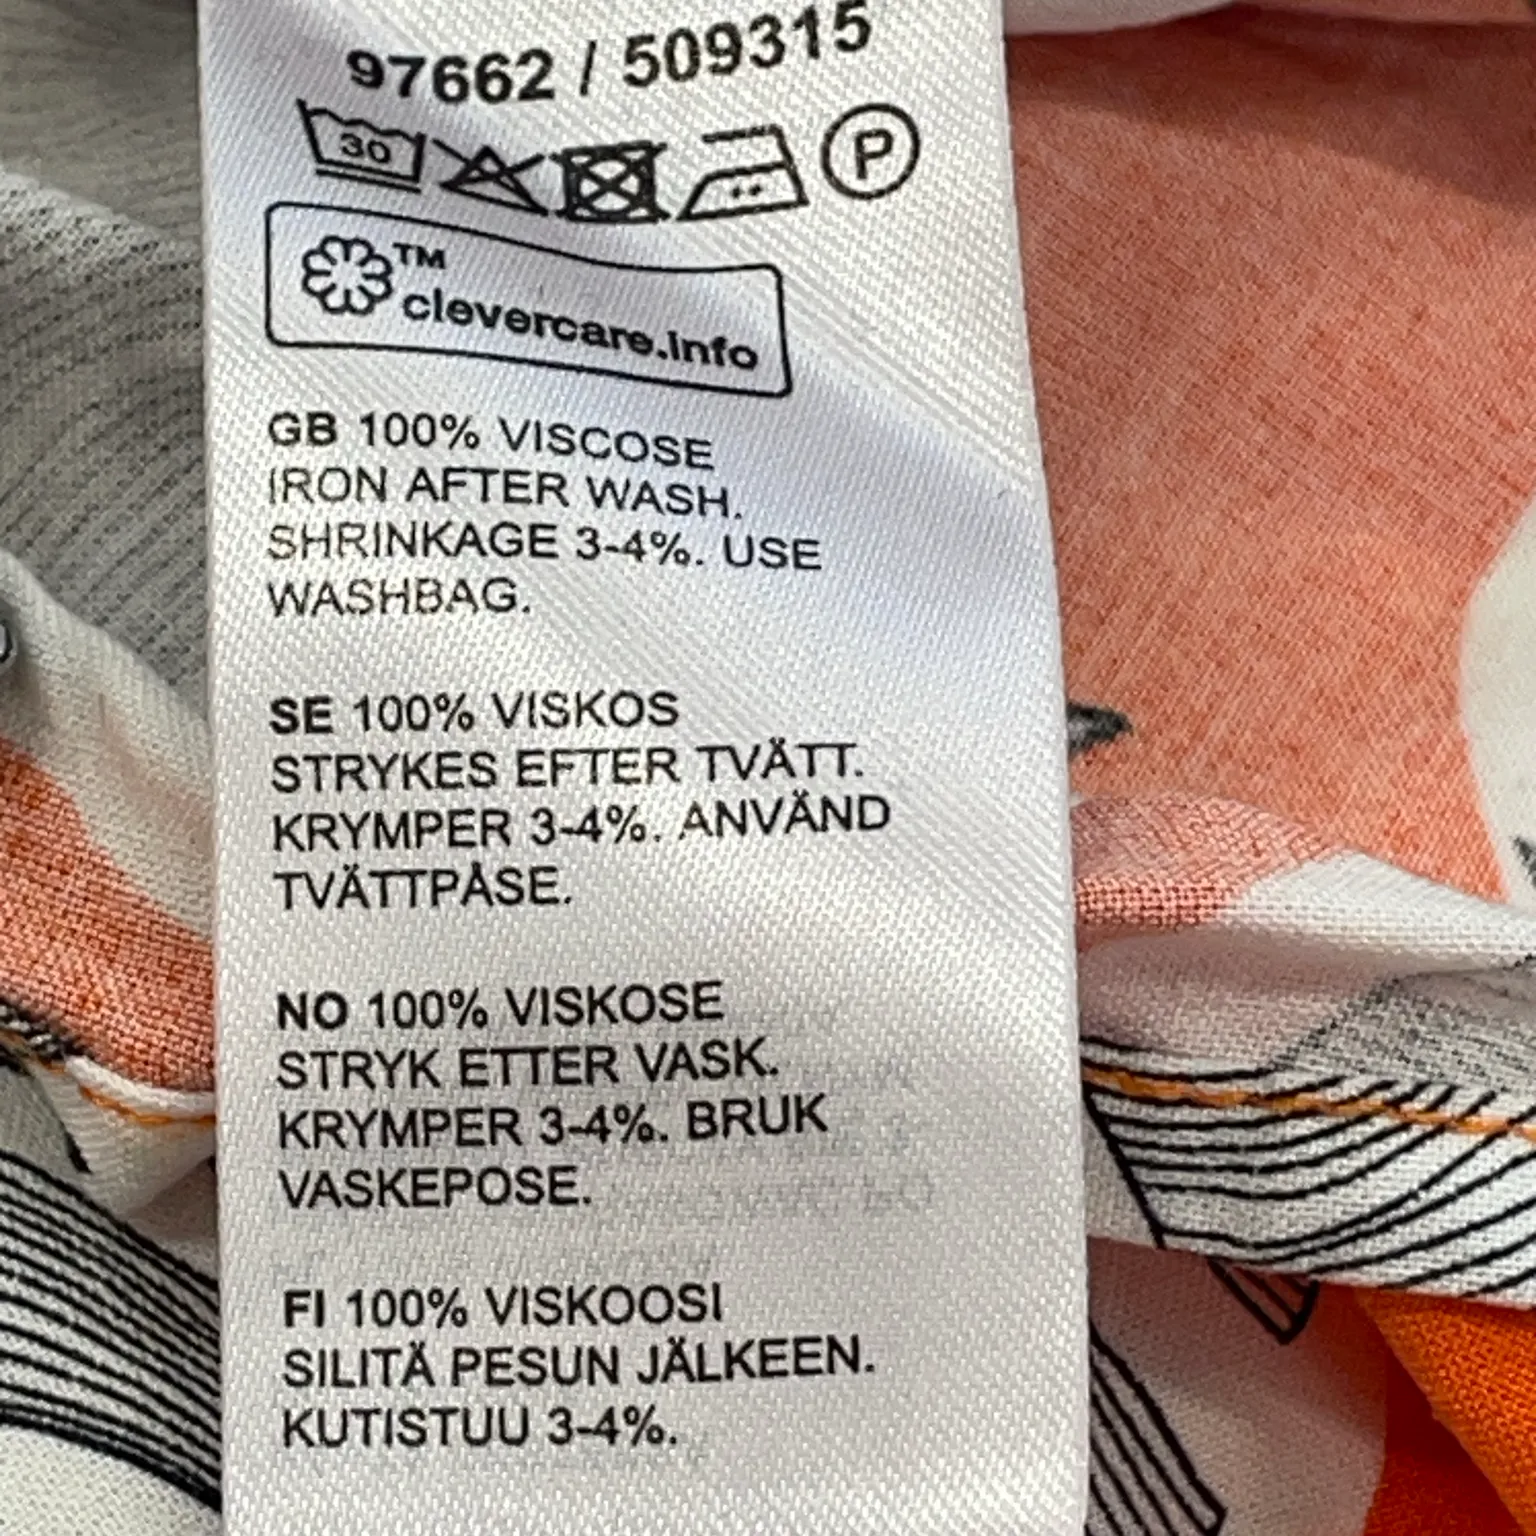 97662 / 509315
30
P
TM
clevercare.info
GB 100% VISCOSE
IRON AFTER WASH.
SHRINKAGE 3-4%. USE
WASHBAG.
SE 100% VISKOS
STRYKES EFTER TVÄTT.
KRYMPER 3-4%. ANVÄND
TVÄTTPÅSE.
NO 100% VISKOSE
STRYK ETTER VASK.
KRYMPER 3-4%. BRUK
VASKEPOSE.
FI 100% VISKOOSI
SILITÄ PESUN JÄLKEEN.
KUTISTUU 3-4%.